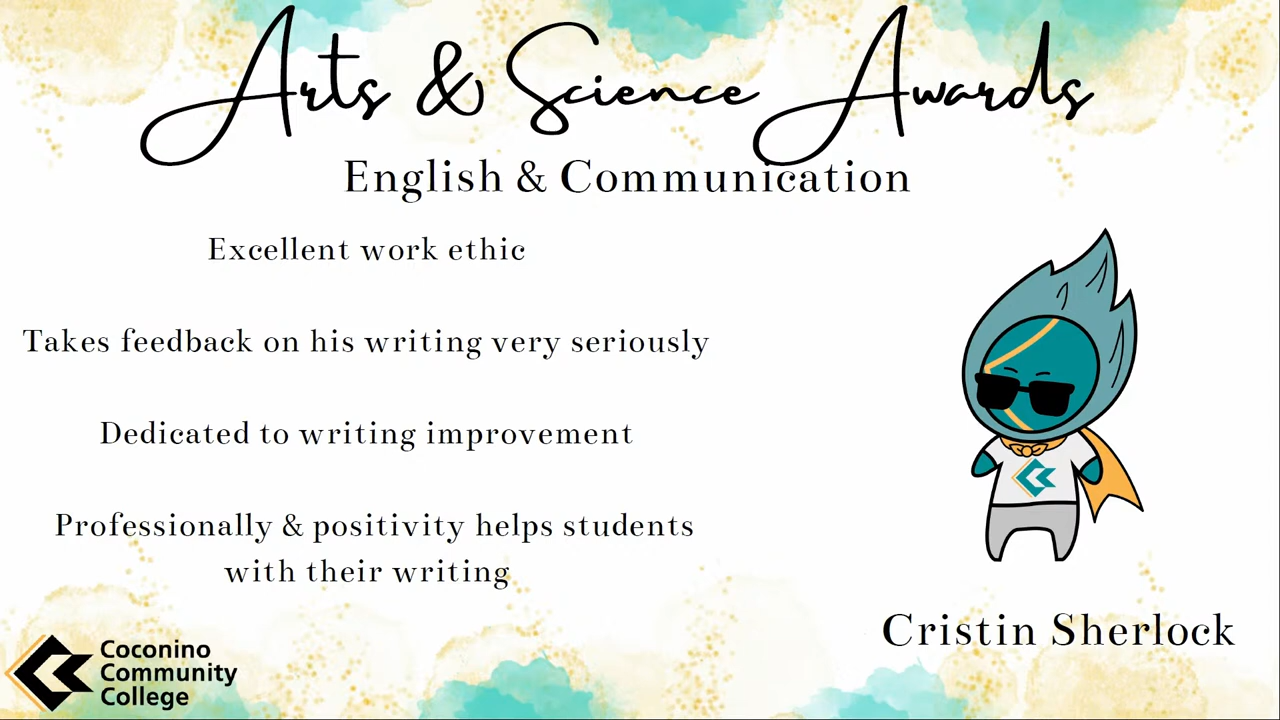 Arts & Science Awards
English & Communication
Excellent work ethic
Takes feedback on his writing very seriously
Dedicated to writing improvement
Professionally & positivity helps students
with their writing
Cristin Sherlock
Coconino
Community
College